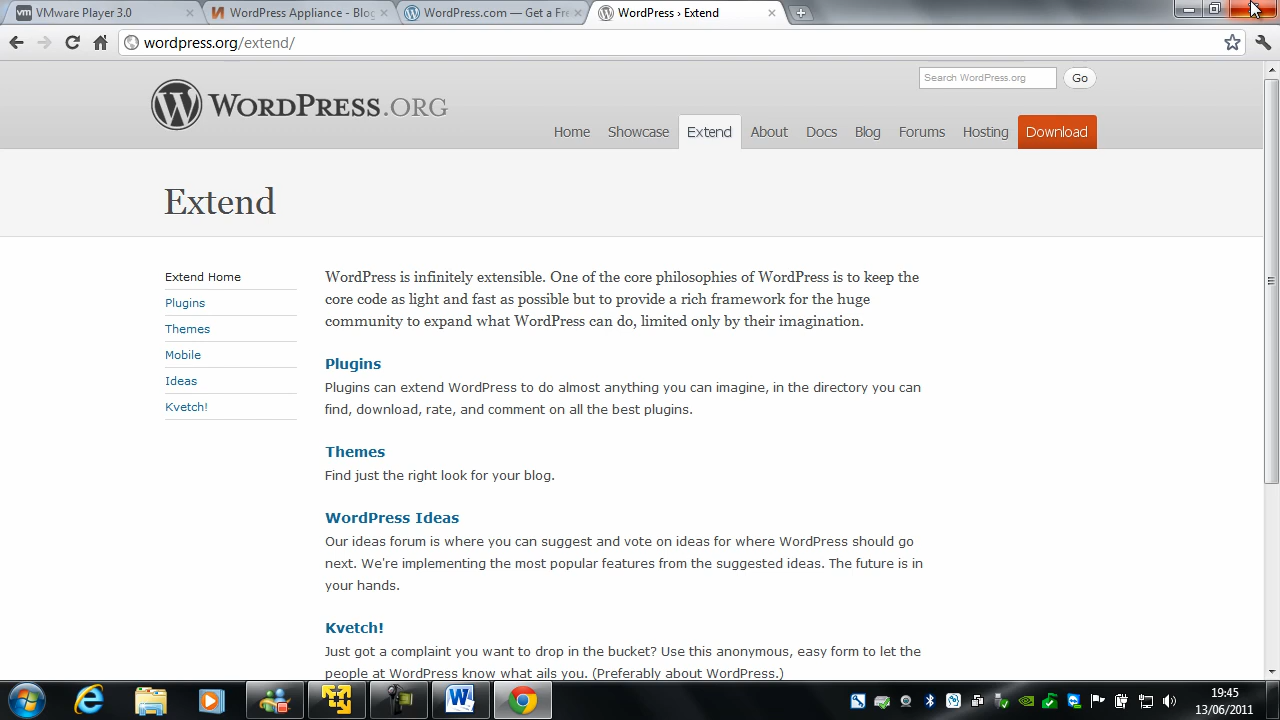 VMware Player 3.0
WordPress Appliance - Blog
WordPress.com — Get a Fre
WordPress › Extend
wordpress.org/extend/
Search WordPress.org
Go
WORDPRESS.ORG
Home
Showcase
Extend
About
Docs
Blog
Forums
Hosting
Download
Extend
Extend Home
Plugins
Themes
Mobile
Ideas
Kvetch!
WordPress is infinitely extensible. One of the core philosophies of WordPress is to keep the
core code as light and fast as possible but to provide a rich framework for the huge
community to expand what WordPress can do, limited only by their imagination.
Plugins
Plugins can extend WordPress to do almost anything you can imagine, in the directory you can
find, download, rate, and comment on all the best plugins.
Themes
Find just the right look for your blog.
WordPress Ideas
Our ideas forum is where you can suggest and vote on ideas for where WordPress should go
next. We're implementing the most popular features from the suggested ideas. The future is in
your hands.
Kvetch!
Just got a complaint you want to drop in the bucket? Use this anonymous, easy form to let the
people at WordPress know what ails you. (Preferably about WordPress.)
19:45
13/06/2011